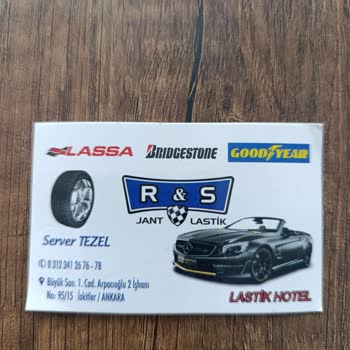 LASSA BRIDGESTONE GOODYEAR
R & S
JANT LASTİK
Server TEZEL
0 312 341 26 76 - 78
Büyük San. 1. Cad. Arpacıoğlu 2 İşhanı
No: 95/15 İskitler / ANKARA
LASTİK HOTEL